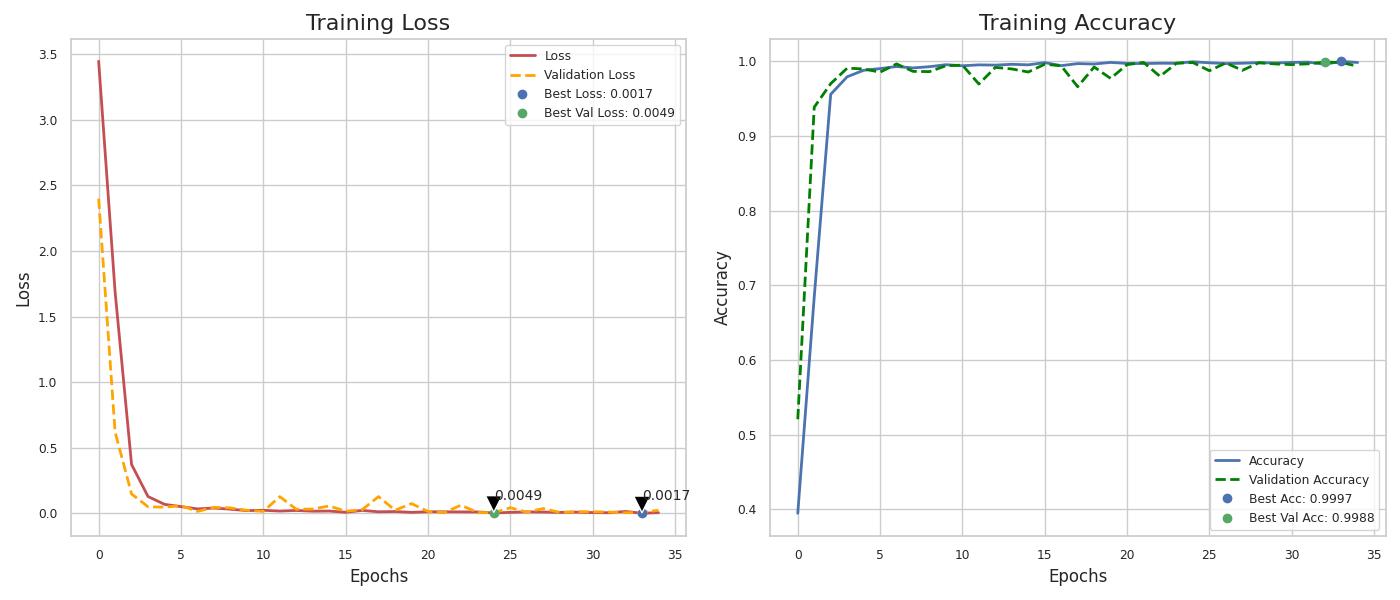 Training Loss
3.5
3.0
2.5
2.0
1.5
1.0
0.5
0.0
Loss
Loss
Validation Loss
Best Loss: 0.0017
Best Val Loss: 0.0049
0.0049
0.0017
0 5 10 15 20 25 30 35
Epochs
Training Accuracy
1.0
0.9
0.8
0.7
0.6
0.5
0.4
Accuracy
Accuracy
Validation Accuracy
Best Acc: 0.9997
Best Val Acc: 0.9988
0 5 10 15 20 25 30 35
Epochs